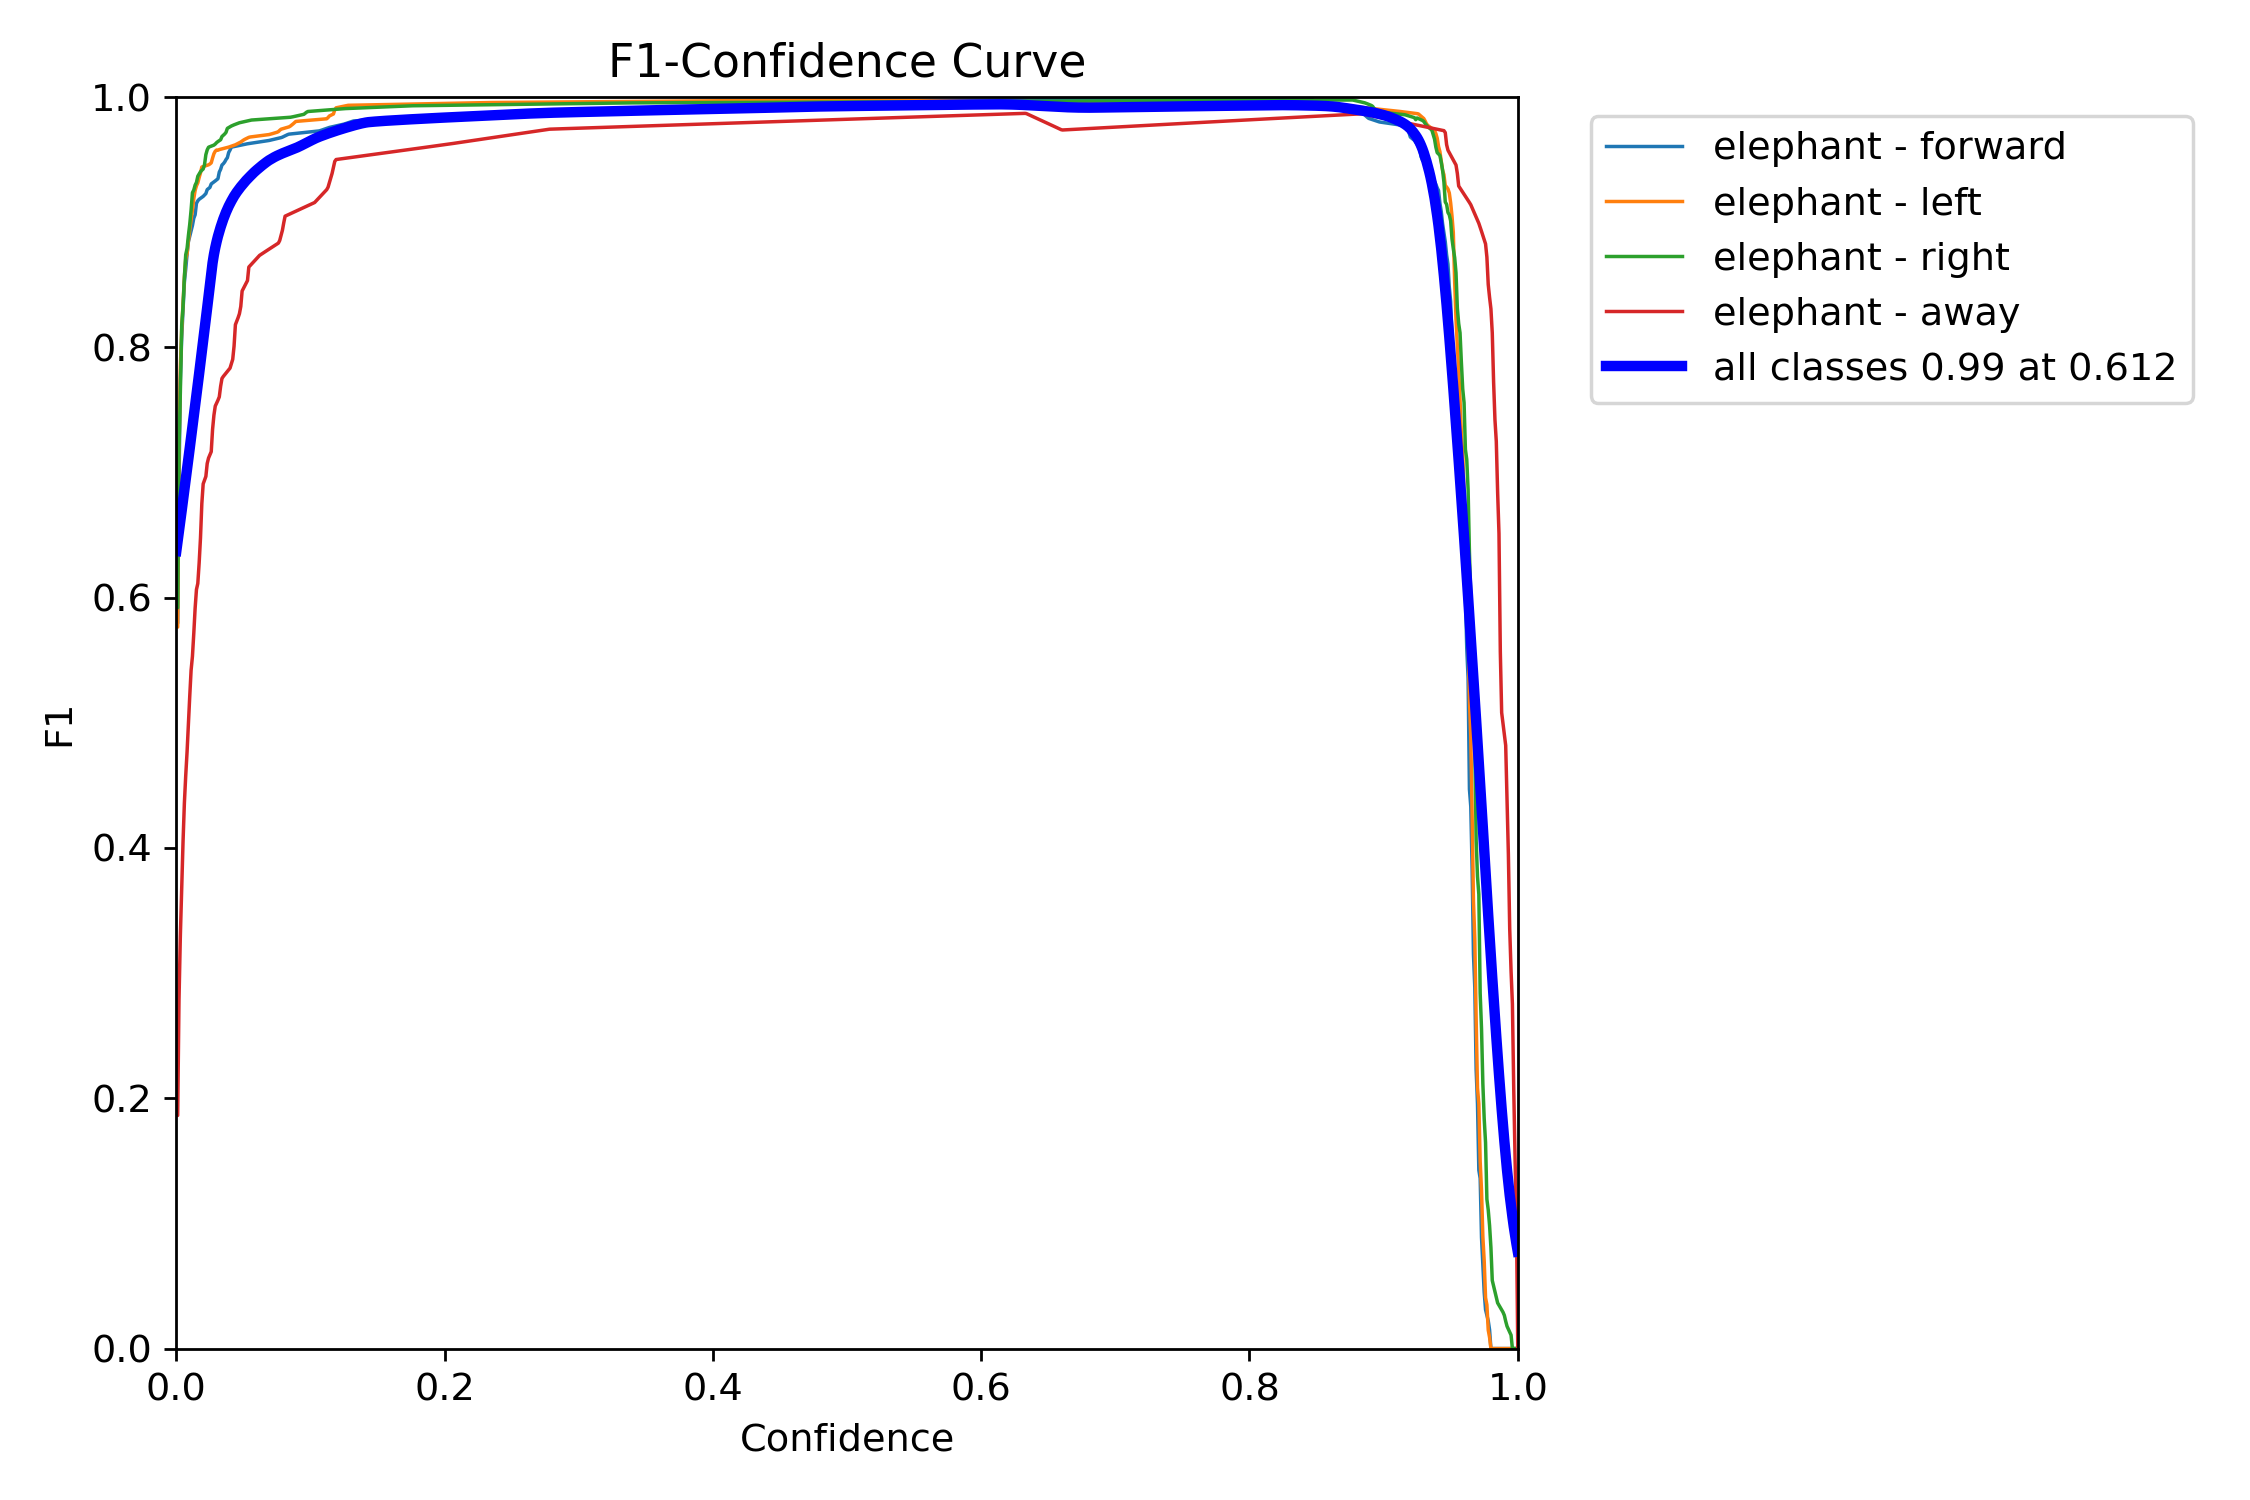 F1-Confidence Curve
1.0
0.8
0.6
0.4
0.2
0.0
F1
0.0 0.2 0.4 0.6 0.8 1.0
Confidence
elephant - forward
elephant - left
elephant - right
elephant - away
all classes 0.99 at 0.612